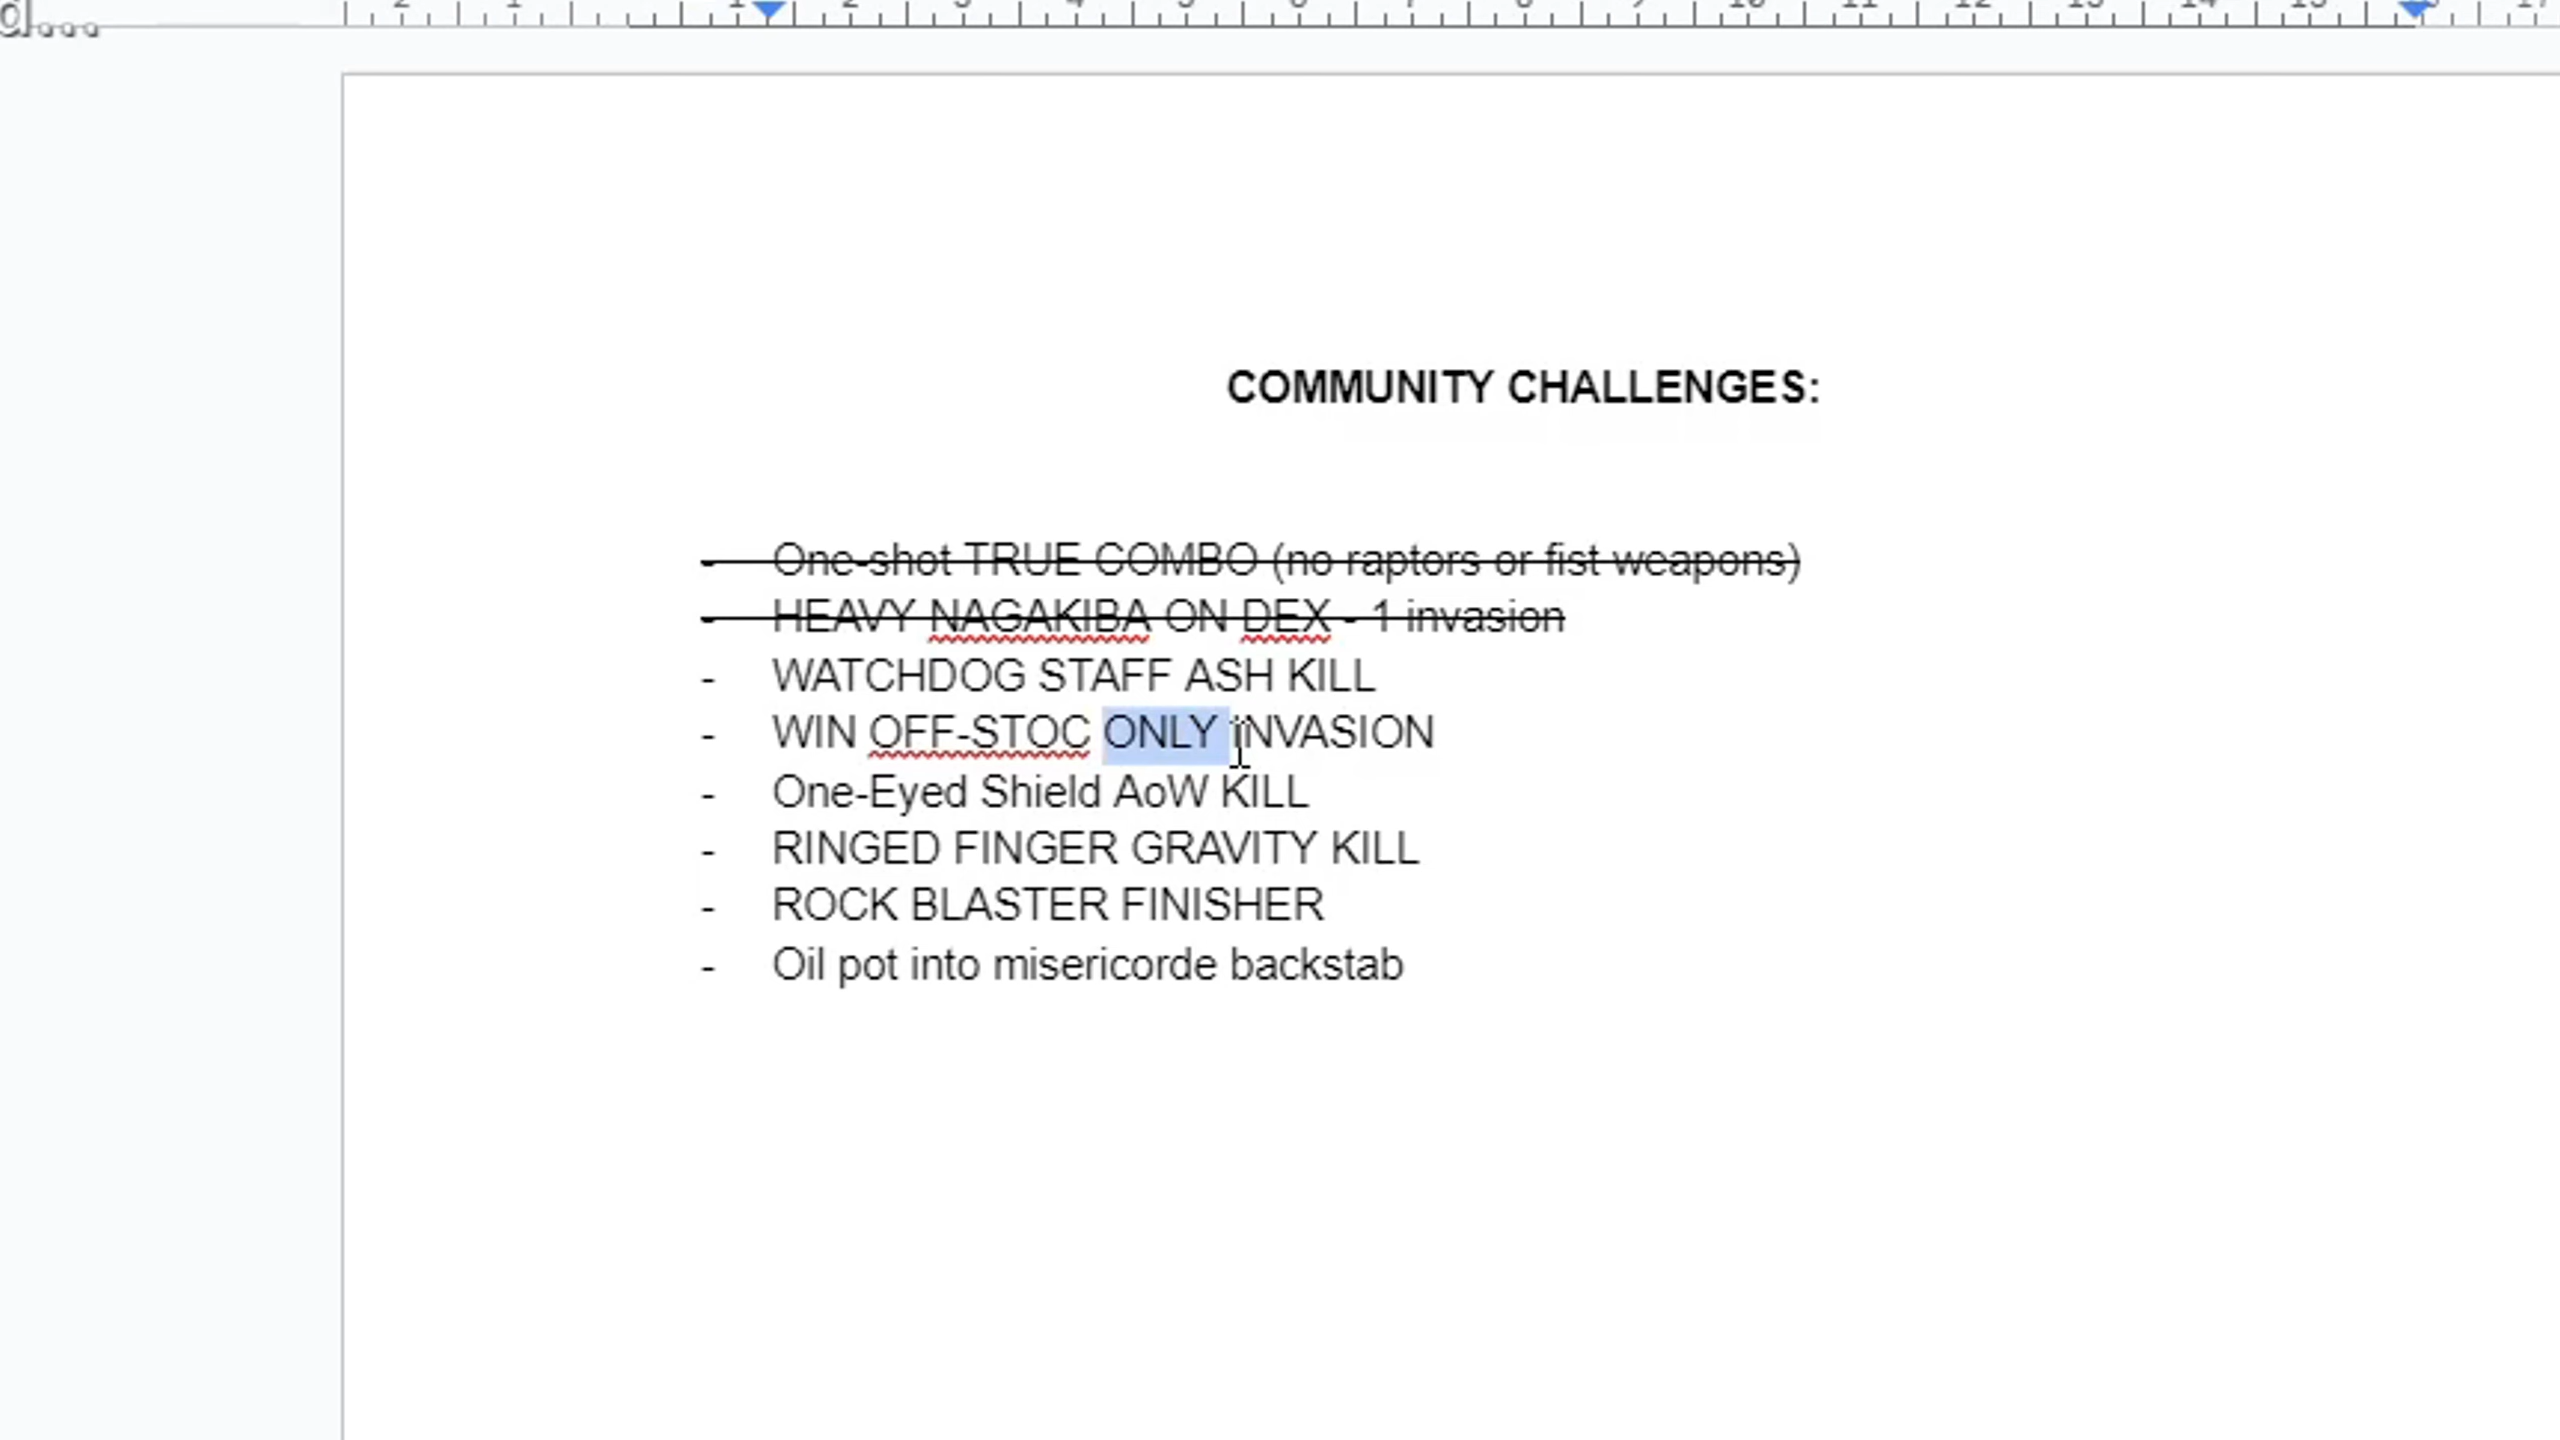 COMMUNITY CHALLENGES:
- One-shot TRUE COMBO (no raptors or fist weapons)
- HEAVY NAGAKIBA ON DEX - 1 invasion
- WATCHDOG STAFF ASH KILL
- WIN OFF-STOC ONLY INVASION
- One-Eyed Shield AoW KILL
- RINGED FINGER GRAVITY KILL
- ROCK BLASTER FINISHER
- Oil pot into misericorde backstab